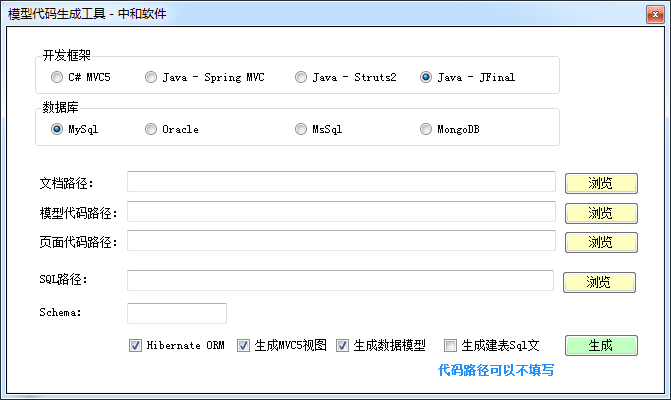 模型代码生成工具 - 中和软件
开发框架
C# MVC5 Java - Spring MVC Java - Struts2 Java - JFinal
数据库
MySql Oracle MsSql MongoDB
文档路径: 浏览
模型代码路径: 浏览
页面代码路径: 浏览
SQL路径: 浏览
Schema:
Hibernate ORM 生成MVC5视图 生成数据模型 生成建表Sql文 生成
代码路径可以不填写